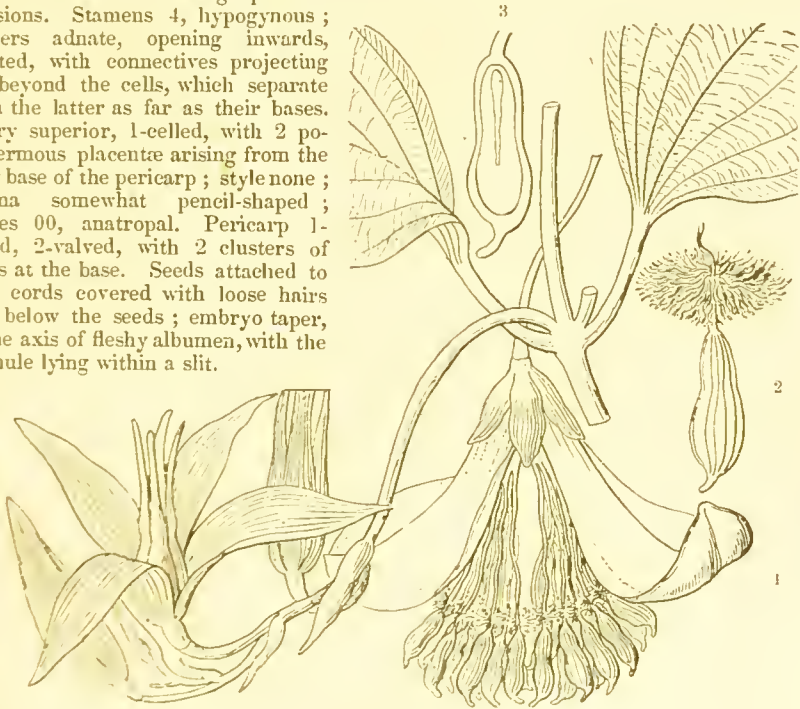 sions. Stamens 4, hypogynous ;
ers adnate, opening inwards,
ted, with connectives projecting
beyond the cells, which separate
the latter as far as their bases.
ry superior, 1-celled, with 2 po-
ermous placentæ arising from the
base of the pericarp ; style none ;
na somewhat pencil-shaped ;
es 00, anatropal. Pericarp 1-
d, 2-valved, with 2 clusters of
s at the base. Seeds attached to
cords covered with loose hairs
below the seeds ; embryo taper,
e axis of fleshy albumen, with the
ule lying within a slit.
3
2
1